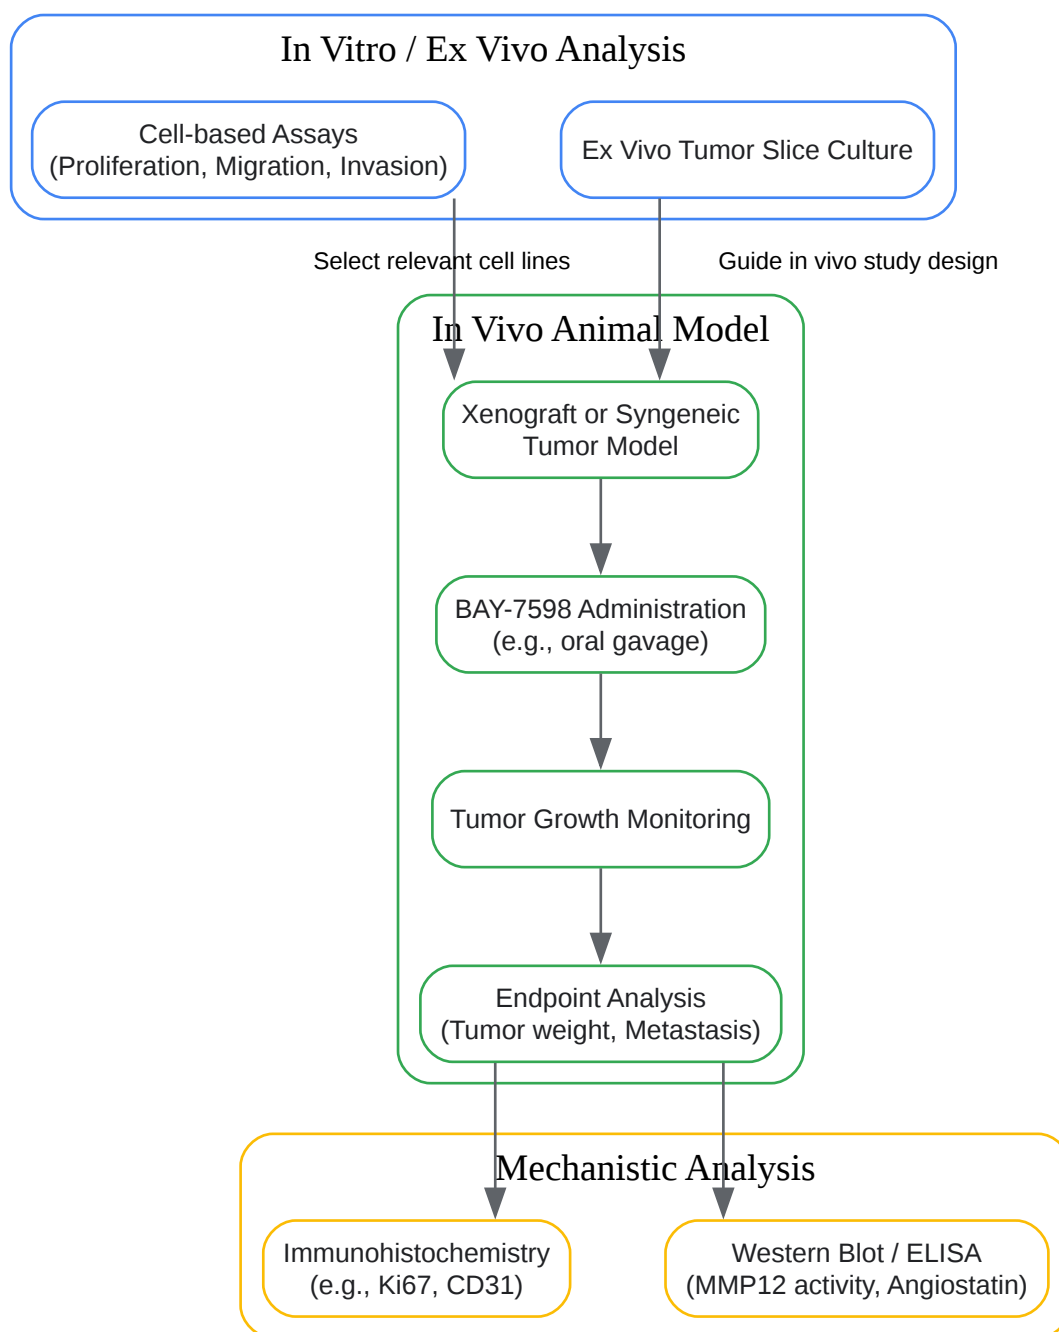 In Vitro / Ex Vivo Analysis
Cell-based Assays
(Proliferation, Migration, Invasion)
Ex Vivo Tumor Slice Culture
Select relevant cell lines
Guide in vivo study design
In Vivo Animal Model
Xenograft or Syngeneic
Tumor Model
BAY-7598 Administration
(e.g., oral gavage)
Tumor Growth Monitoring
Endpoint Analysis
(Tumor weight, Metastasis)
Mechanistic Analysis
Immunohistochemistry
(e.g., Ki67, CD31)
Western Blot / ELISA
(MMP12 activity, Angiostatin)